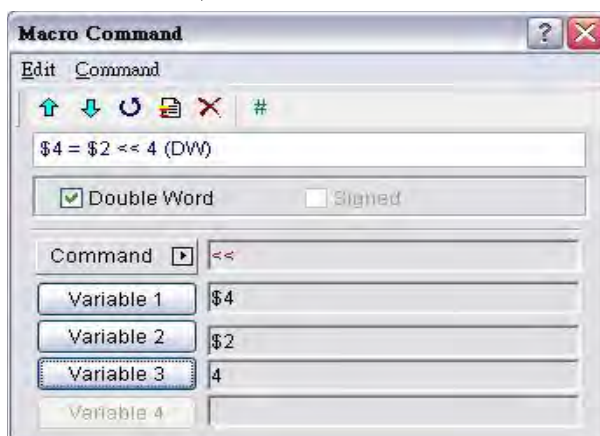 Macro Command
Edit Command
#
$4 = $2 << 4 (DW)
Double Word Signed
Command <<
Variable 1 $4
Variable 2 $2
Variable 3 4
Variable 4